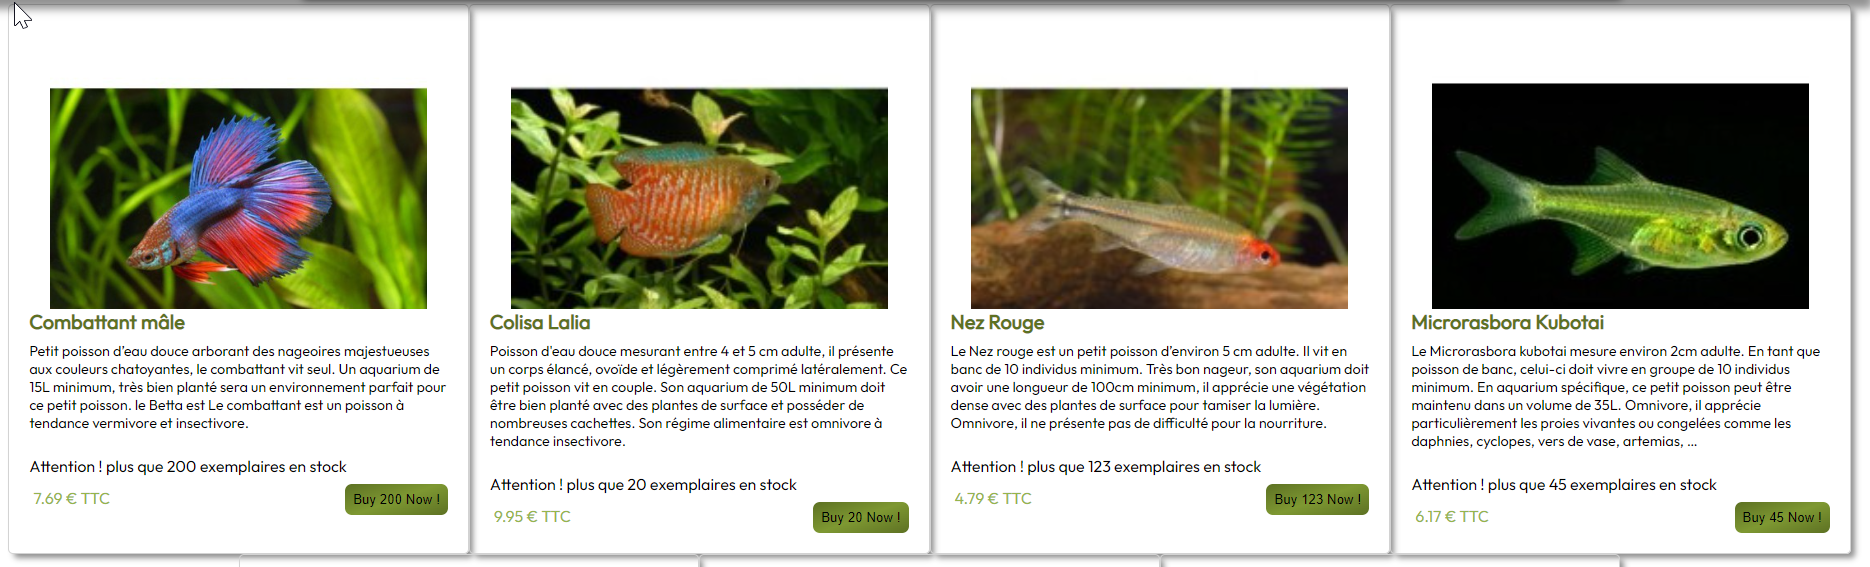 Combattant mâle
Petit poisson d’eau douce arborant des nageoires majestueuses
aux couleurs chatoyantes, le combattant vit seul. Un aquarium de
15L minimum, très bien planté sera un environnement parfait pour
ce petit poisson. le Betta est Le combattant est un poisson à
tendance vermivore et insectivore.
Attention ! plus que 200 exemplaires en stock
7.69 € TTC
Buy 200 Now !
Colisa Lalia
Poisson d'eau douce mesurant entre 4 et 5 cm adulte, il présente
un corps élancé, ovoïde et légèrement comprimé latéralement. Ce
petit poisson vit en couple. Son aquarium de 50L minimum doit
être bien planté avec des plantes de surface et posséder de
nombreuses cachettes. Son régime alimentaire est omnivore à
tendance insectivore.
Attention ! plus que 20 exemplaires en stock
9.95 € TTC
Buy 20 Now !
Nez Rouge
Le Nez rouge est un petit poisson d’environ 5 cm adulte. Il vit en
banc de 10 individus minimum. Très bon nageur, son aquarium doit
avoir une longueur de 100cm minimum, il apprécie une végétation
dense avec des plantes de surface pour tamiser la lumière.
Omnivore, il ne présente pas de difficulté pour la nourriture.
Attention ! plus que 123 exemplaires en stock
4.79 € TTC
Buy 123 Now !
Microrasbora Kubotai
Le Microrasbora kubotai mesure environ 2cm adulte. En tant que
poisson de banc, celui-ci doit vivre en groupe de 10 individus
minimum. En aquarium spécifique, ce petit poisson peut être
maintenu dans un volume de 35L. Omnivore, il apprécie
particulièrement les proies vivantes ou congelées comme les
daphnies, cyclopes, vers de vase, artemias, ...
Attention ! plus que 45 exemplaires en stock
6.17 € TTC
Buy 45 Now !